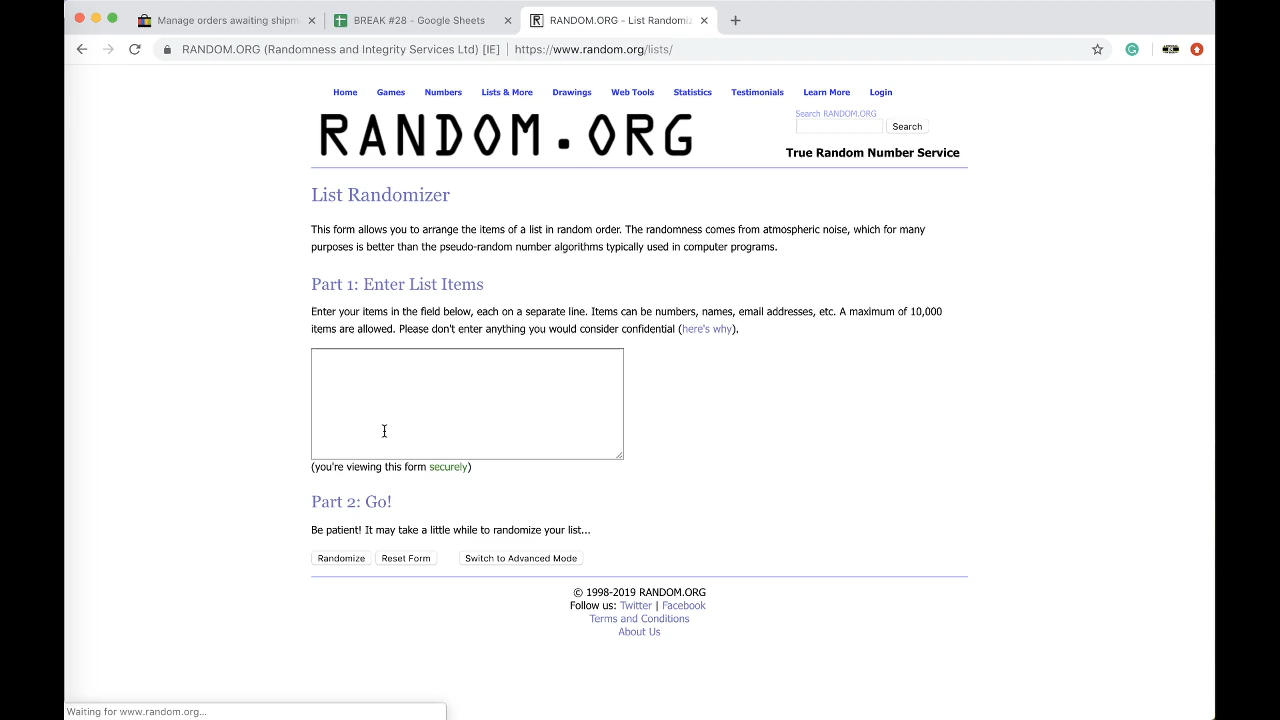 Manage orders awaiting shipm
BREAK #28 - Google Sheets
RANDOM.ORG - List Randomiz
RANDOM.ORG (Randomness and Integrity Services Ltd) [IE] https://www.random.org/lists/
Home Games Numbers Lists & More Drawings Web Tools Statistics Testimonials Learn More Login
RANDOM.ORG
Search RANDOM.ORG
Search
True Random Number Service
List Randomizer
This form allows you to arrange the items of a list in random order. The randomness comes from atmospheric noise, which for many
purposes is better than the pseudo-random number algorithms typically used in computer programs.
Part 1: Enter List Items
Enter your items in the field below, each on a separate line. Items can be numbers, names, email addresses, etc. A maximum of 10,000
items are allowed. Please don't enter anything you would consider confidential (here's why).
(you're viewing this form securely)
Part 2: Go!
Be patient! It may take a little while to randomize your list...
Randomize Reset Form Switch to Advanced Mode
© 1998-2019 RANDOM.ORG
Follow us: Twitter | Facebook
Terms and Conditions
About Us
Waiting for www.random.org...